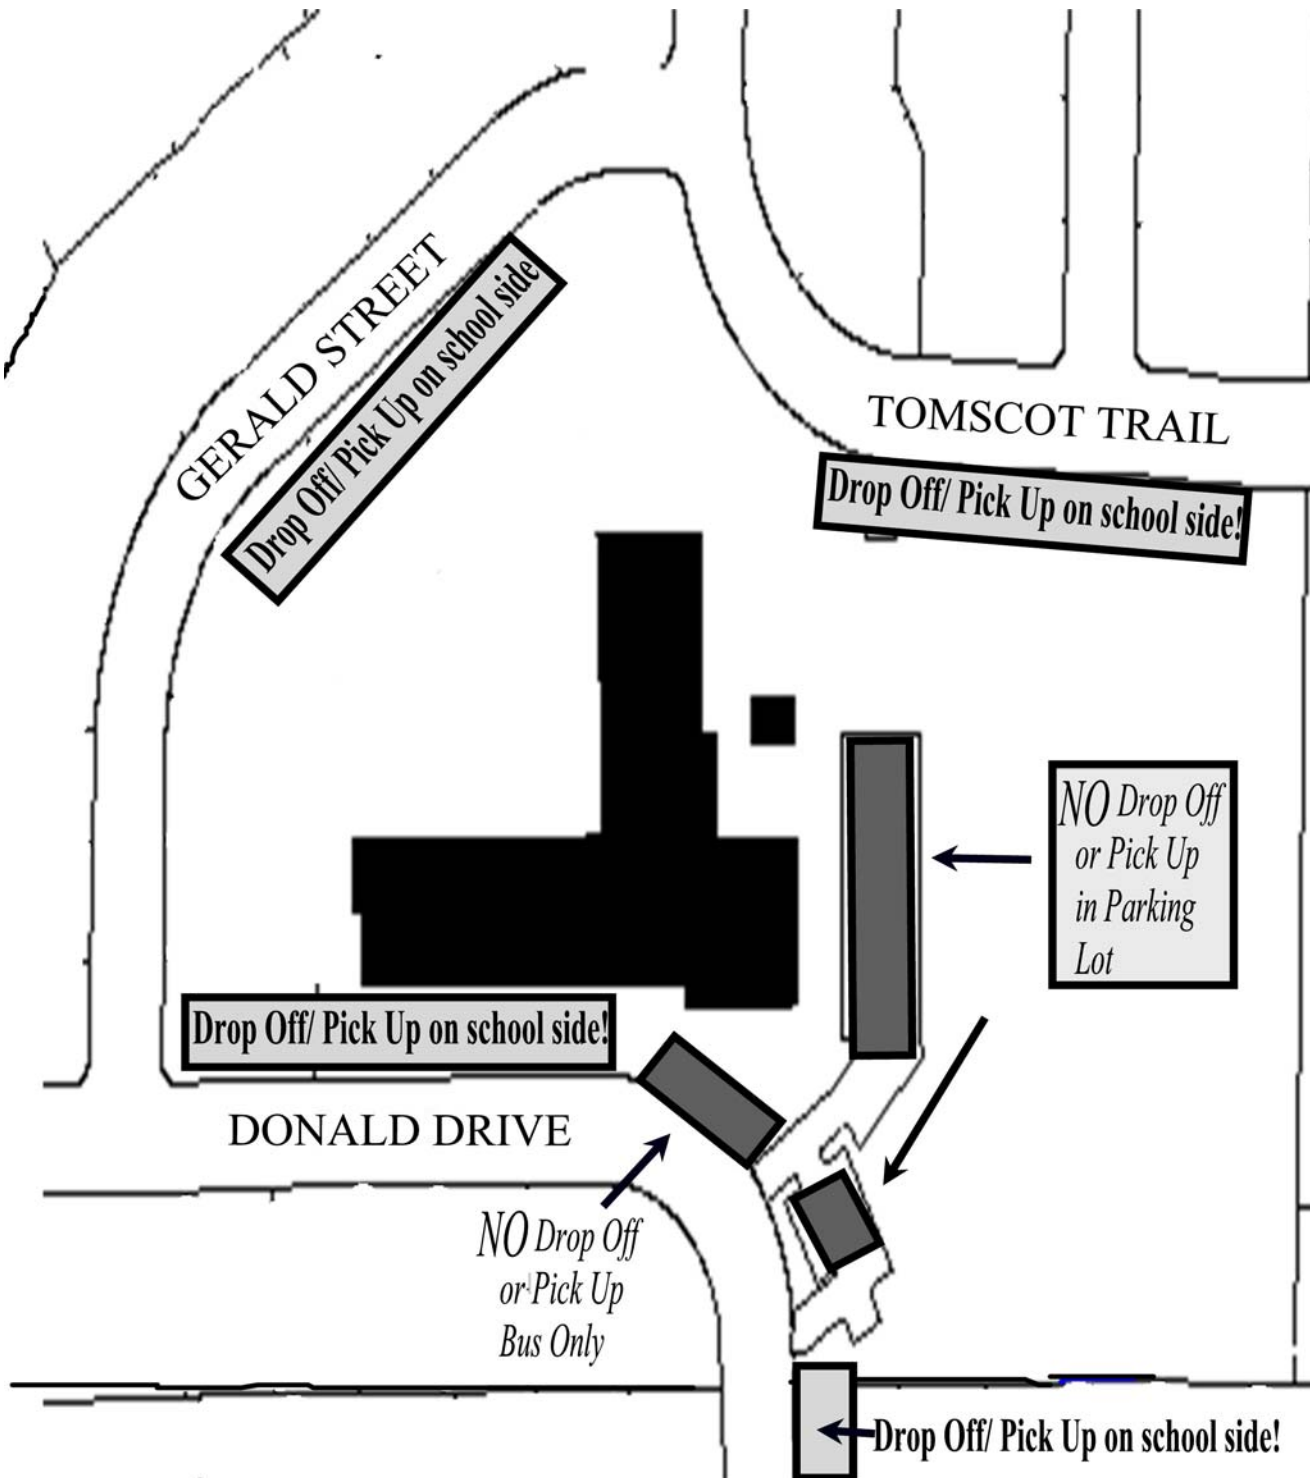 GERALD STREET
Drop Off/ Pick Up on school side
TOMSCOT TRAIL
Drop Off/ Pick Up on school side!
NO Drop Off
or Pick Up
in Parking
Lot
Drop Off/ Pick Up on school side!
DONALD DRIVE
NO Drop Off
or Pick Up
Bus Only
Drop Off/ Pick Up on school side!